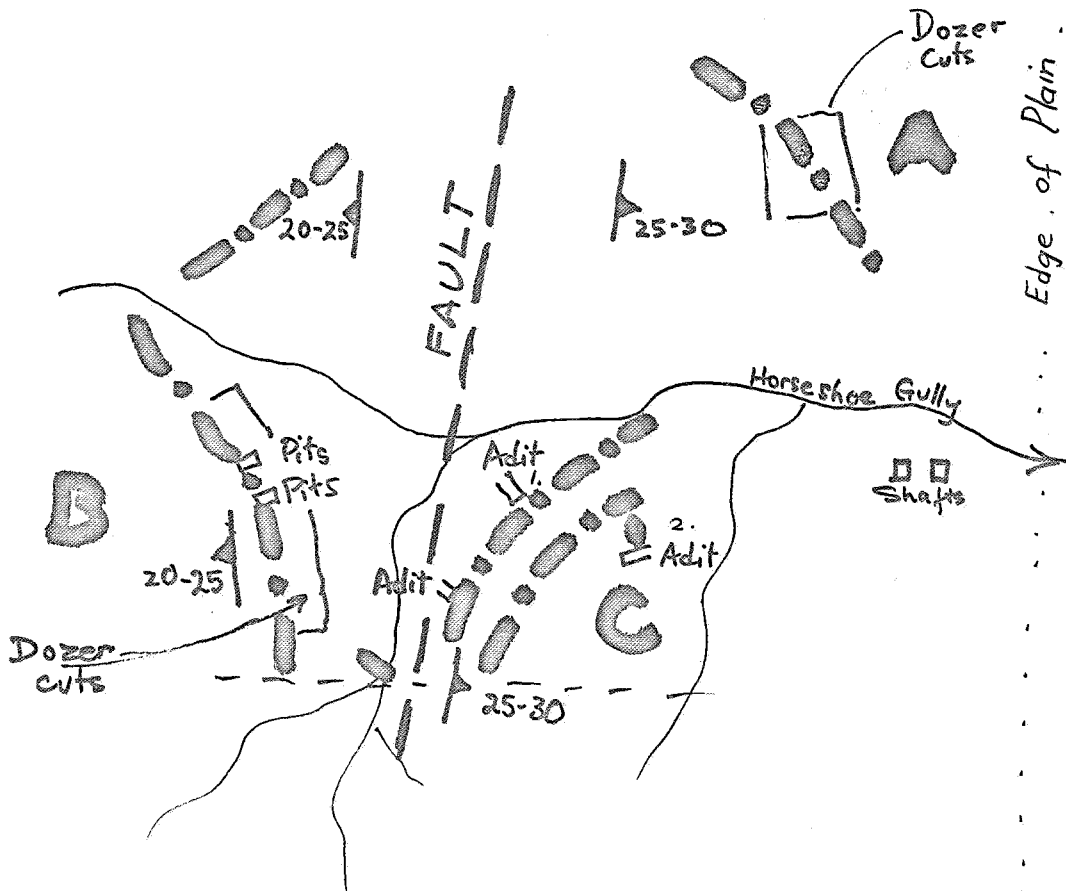 Dozer
Cuts
A
Edge of Plain
20-25
FAULT
25-30
Horseshoe Gully
Pits
Pits
Adit
1.
Shafts
B
2.
Adit
20-25
Adit
C
Dozer
cuts
25-30